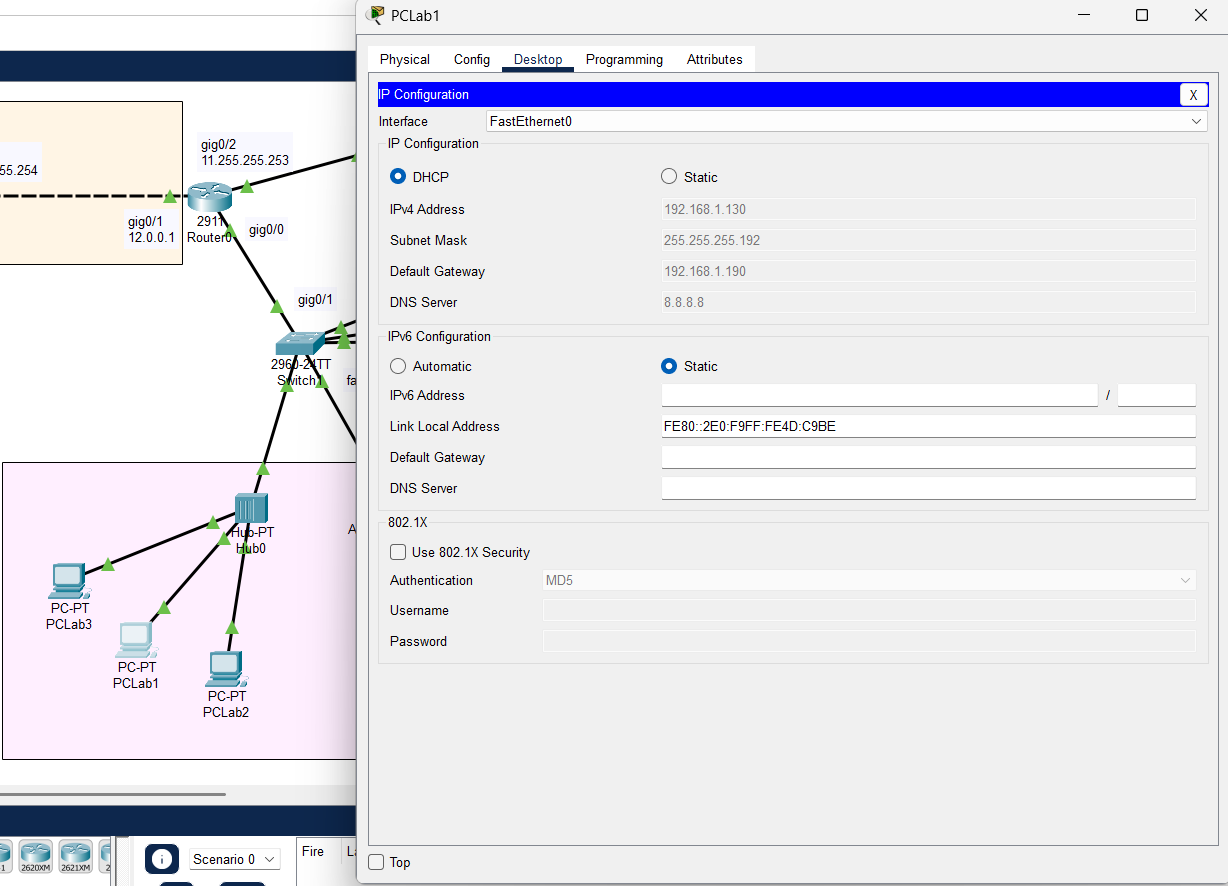 55.254
gig0/2
11.255.255.253
gig0/1
12.0.0.1
2911
Router0
gig0/0
gig0/1
2960-24TT
Switch1
fa
Hub-PT
Hub0
A
PC-PT
PCLab3
PC-PT
PCLab1
PC-PT
PCLab2
-1
2620XM
2621XM
2
i
Scenario 0
Fire
La
PCLab1
Physical Config Desktop Programming Attributes
IP Configuration X
Interface FastEthernet0
IP Configuration
DHCP Static
IPv4 Address 192.168.1.130
Subnet Mask 255.255.255.192
Default Gateway 192.168.1.190
DNS Server 8.8.8.8
IPv6 Configuration
Automatic Static
IPv6 Address /
Link Local Address FE80::2E0:F9FF:FE4D:C9BE
Default Gateway
DNS Server
802.1X
Use 802.1X Security
Authentication MD5
Username
Password
Top